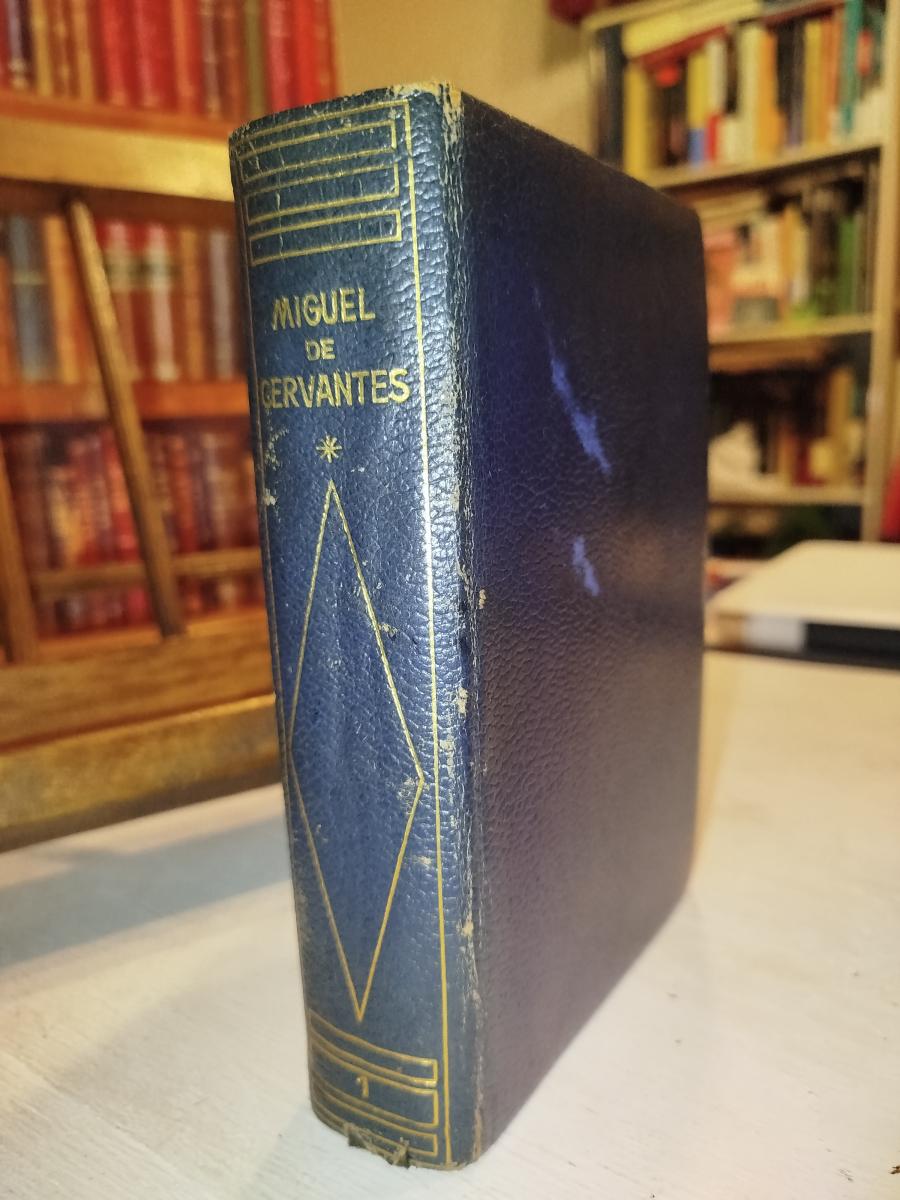 MIGUEL
DE
CERVANTES
1